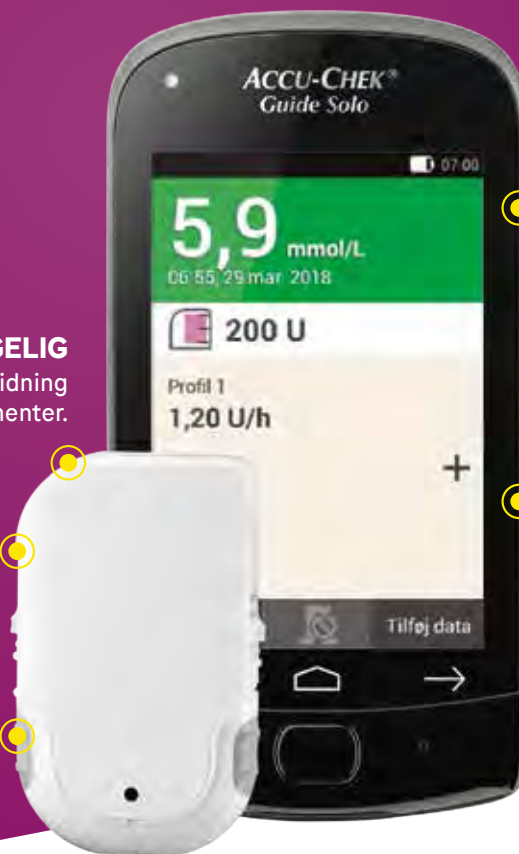 ACCU-CHEK®
Guide Solo
07:00
5,9 mmol/L
06:55, 29 mar 2018
200 U
GELIG
idning
nenter.
Profil 1
1,20 U/h
+
Tilføj data